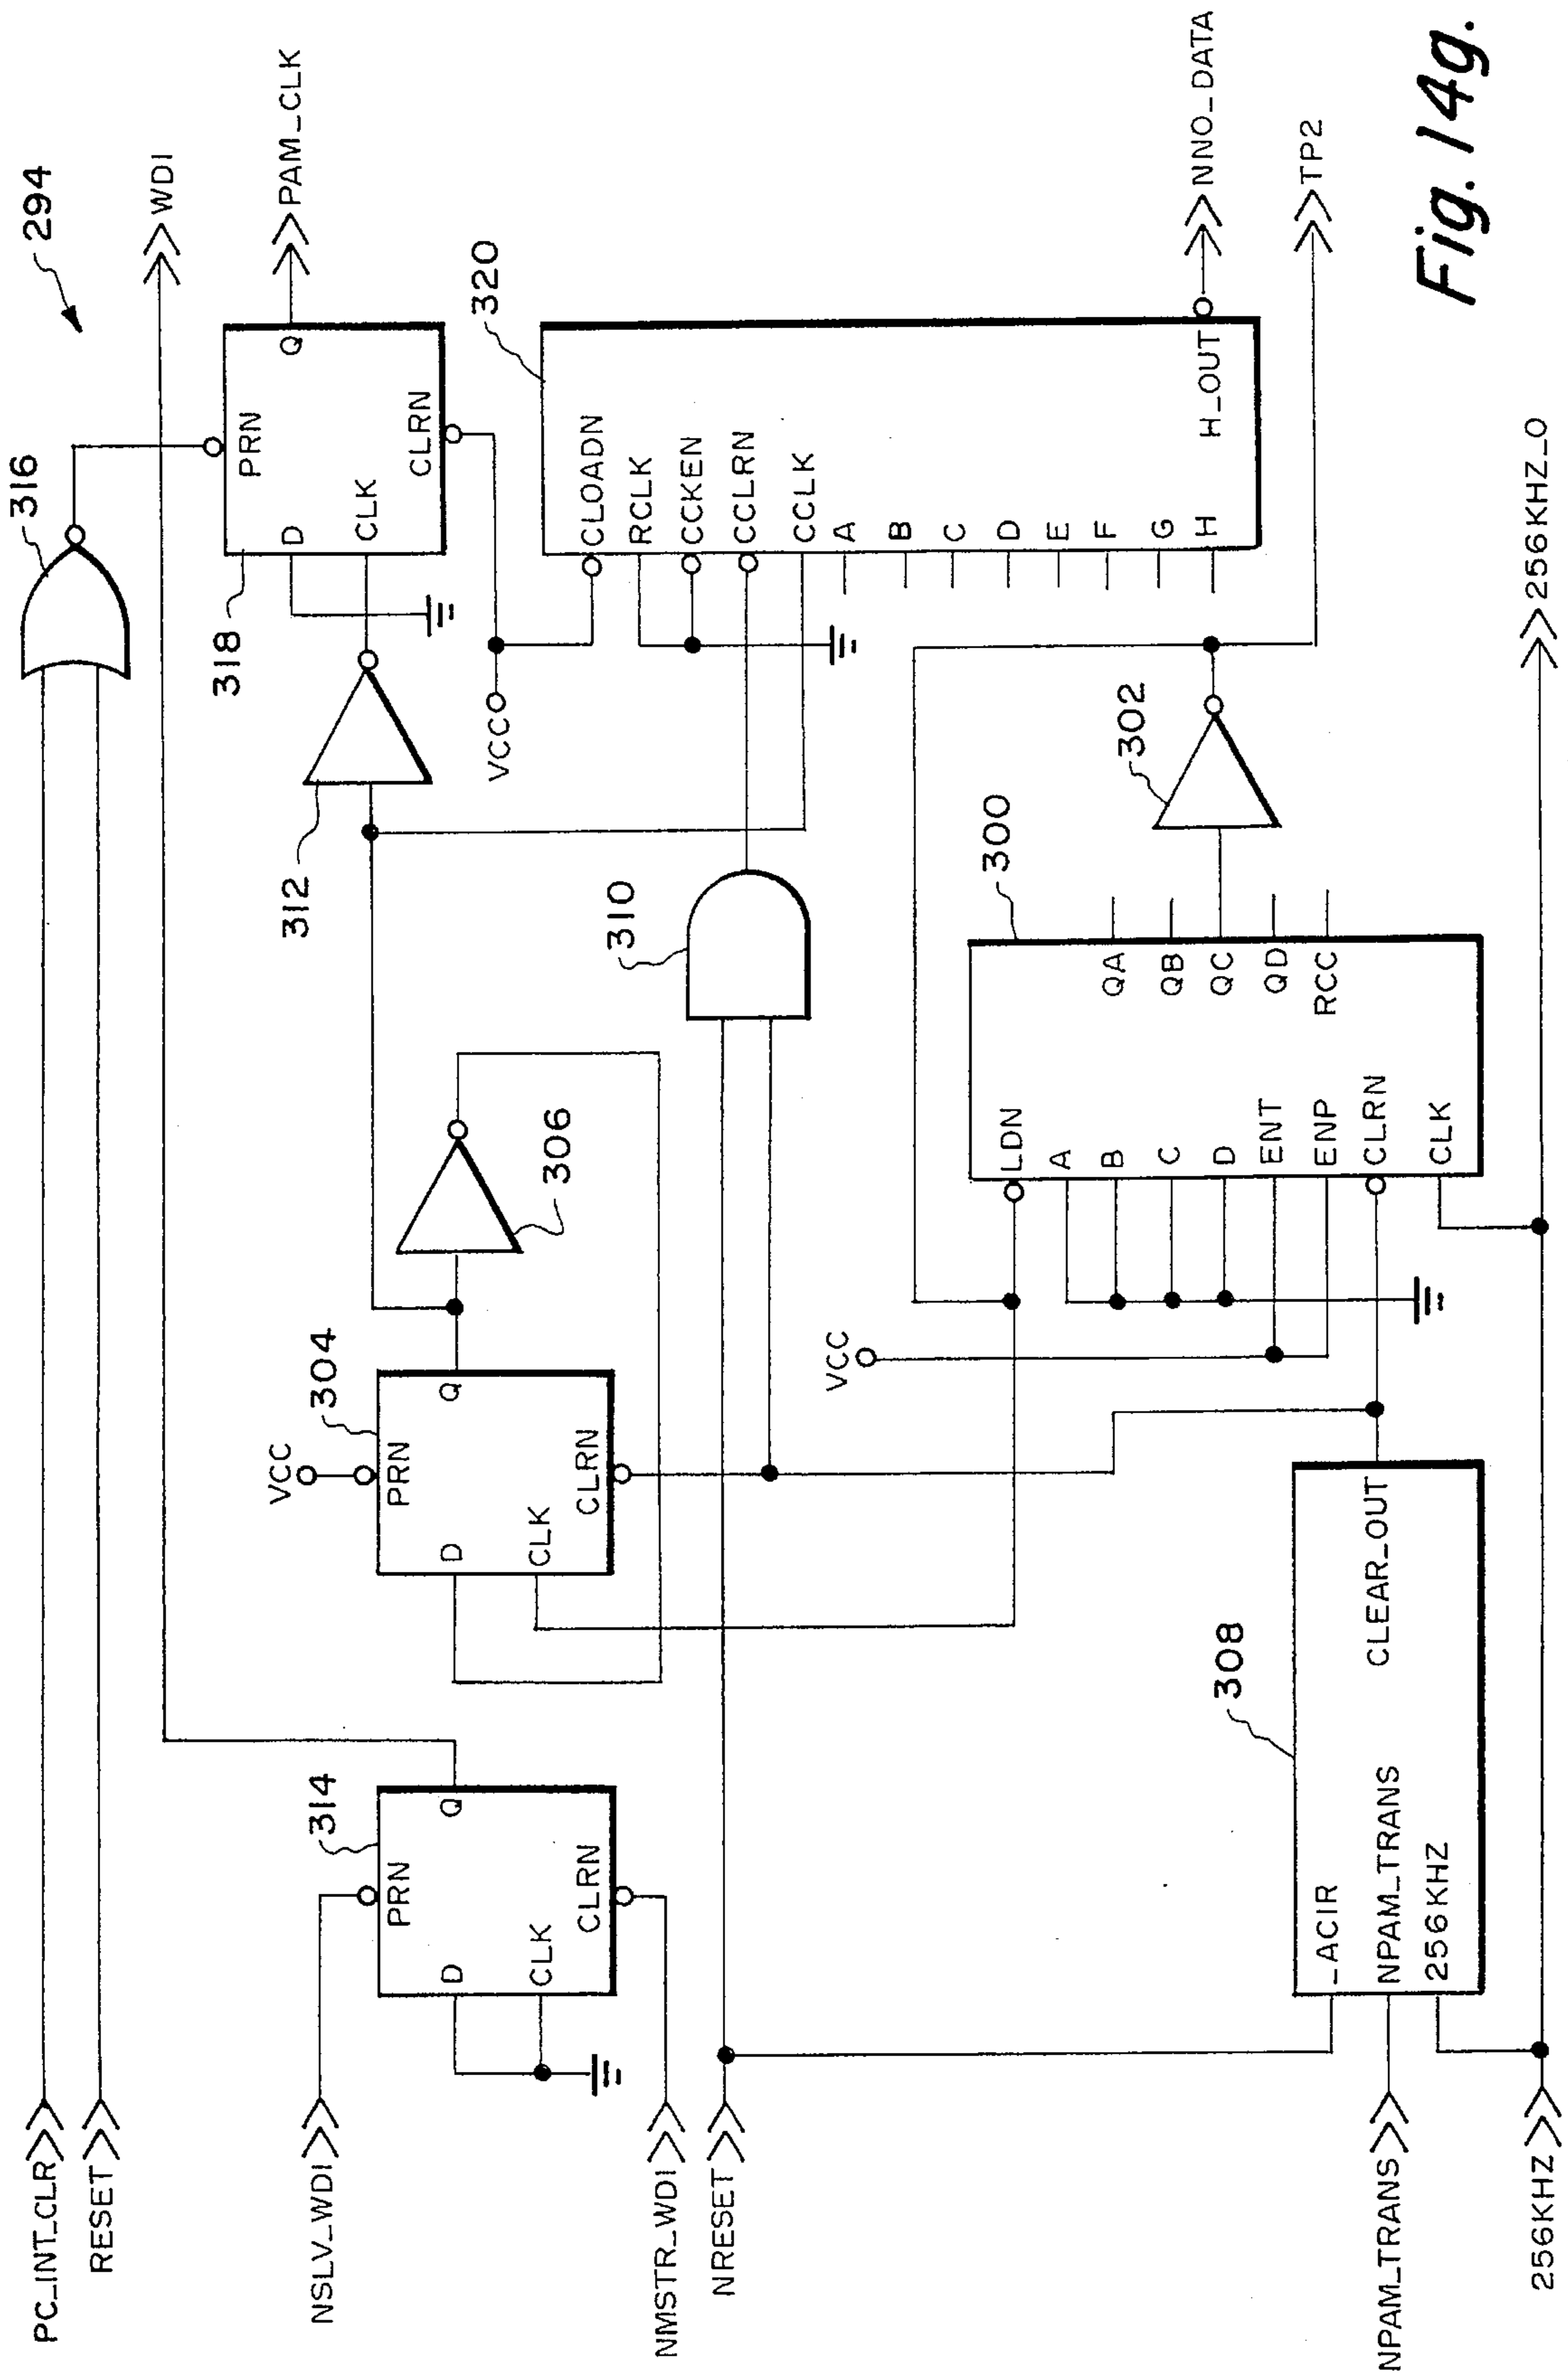 294
PC_INT_CLR
RESET
316
WDI
NSLV_WDI
NMSTR_WDI
NRESET
314
PRN
D
CLK
CLRN
Q
VCC
304
PRN
D
CLK
CLRN
Q
306
312
318
PRN
D
CLK
CLRN
Q
PAM_CLK
VCC
310
320
CLOADN
RCLK
CCKEN
CCLRN
CCLK
A
B
C
D
E
F
G
H
H_OUT
NNO_DATA
TP2
VCC
300
LDN
A
B
C
D
ENT
ENP
CLRN
CLK
QA
QB
QC
QD
RCC
302
308
_ACIR
NPAM_TRANS
256KHZ
CLEAR_OUT
NPAM_TRANS
256KHZ
256KHZ_O
Fig. 14g.